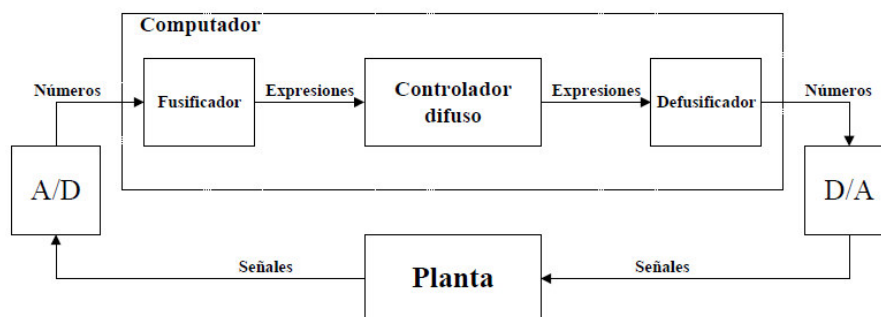 Computador
Números
Fusificador
Expresiones
Controlador
difuso
Expresiones
Defusificador
Números
A/D
D/A
Señales
Planta
Señales